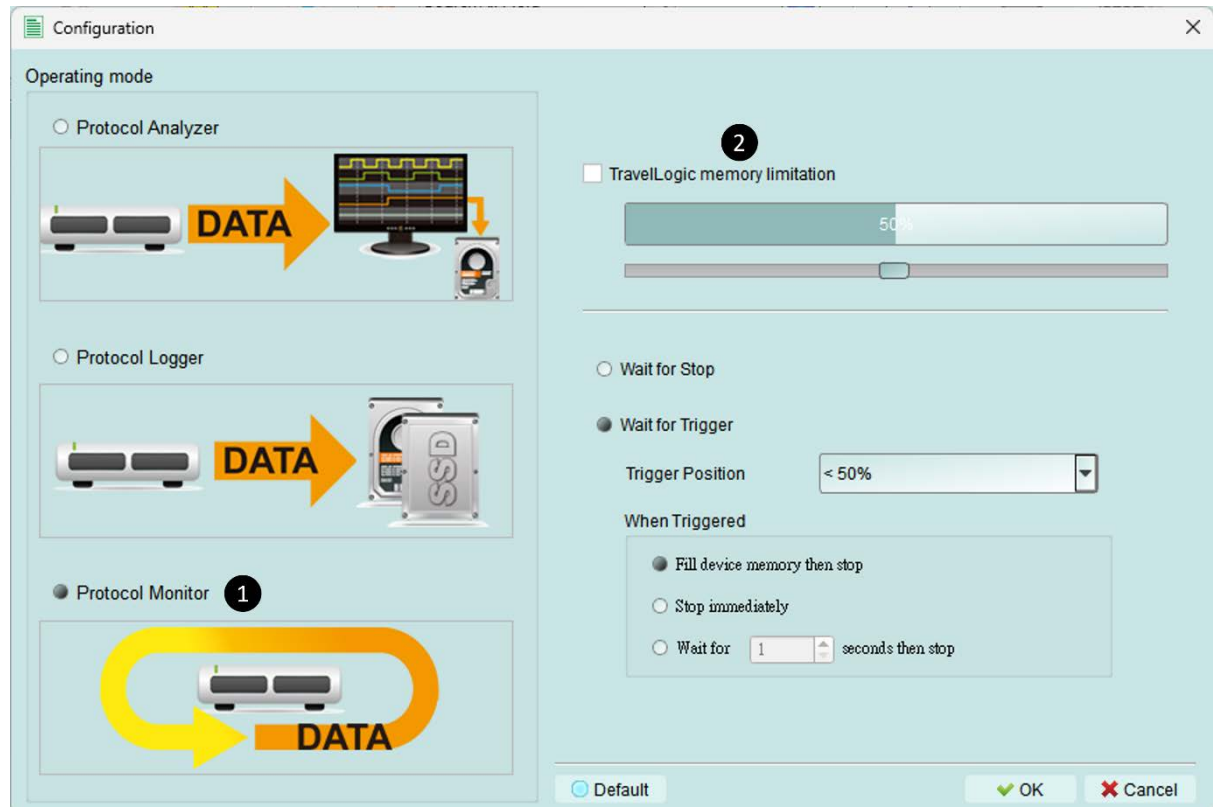 Configuration
Operating mode
Protocol Analyzer
DATA
Protocol Logger
DATA
SSD
Protocol Monitor 1
DATA
2
TravelLogic memory limitation
50%
Wait for Stop
Wait for Trigger
Trigger Position < 50%
When Triggered
Fill device memory then stop
Stop immediately
Wait for 1 seconds then stop
Default OK Cancel